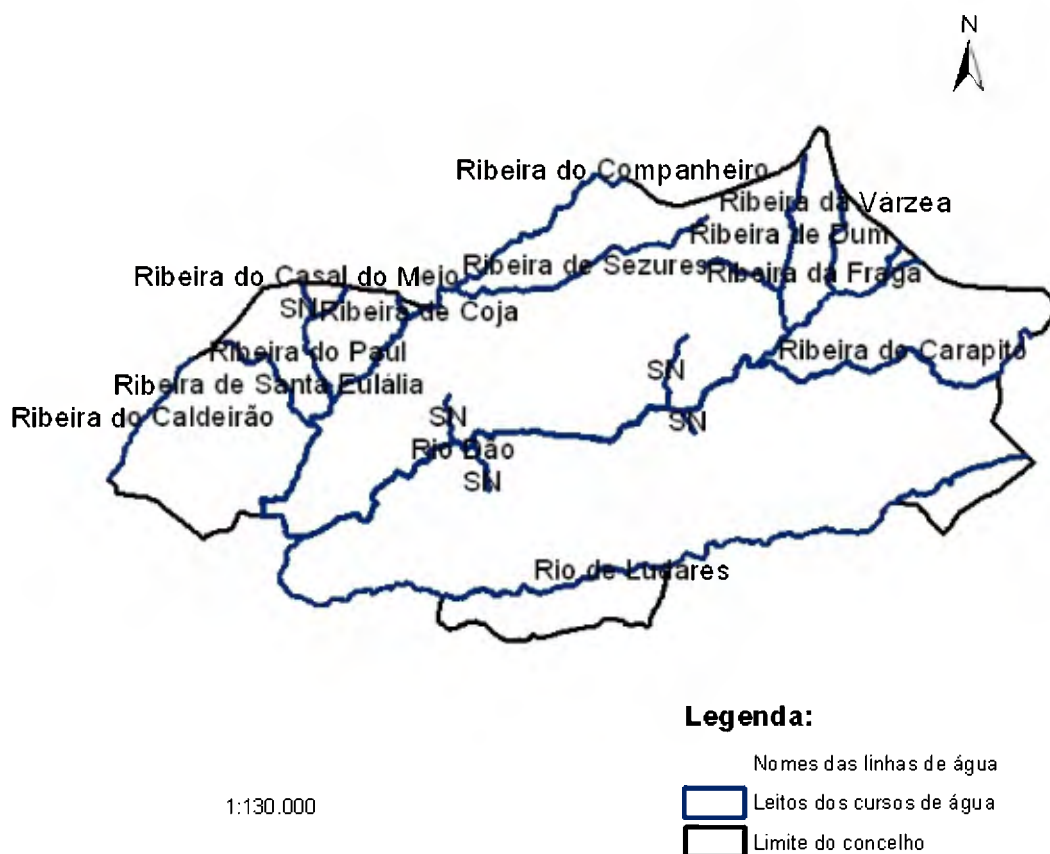 N
Ribeira do Companheiro
Ribeira da Várzea
Ribeira de Dum
Ribeira de Sezures
Ribeira da Fraga
Ribeira do Casal do Meio
SN
Ribeira de Coja
Ribeira do Paul
Ribeira de Carapito
SN
Ribeira de Santa Eulália
Ribeira do Caldeirão
SN
SN
Rio Dão
SN
Rio de Ludares
Legenda:
Nomes das linhas de água
Leitos dos cursos de água
Limite do concelho
1:130.000